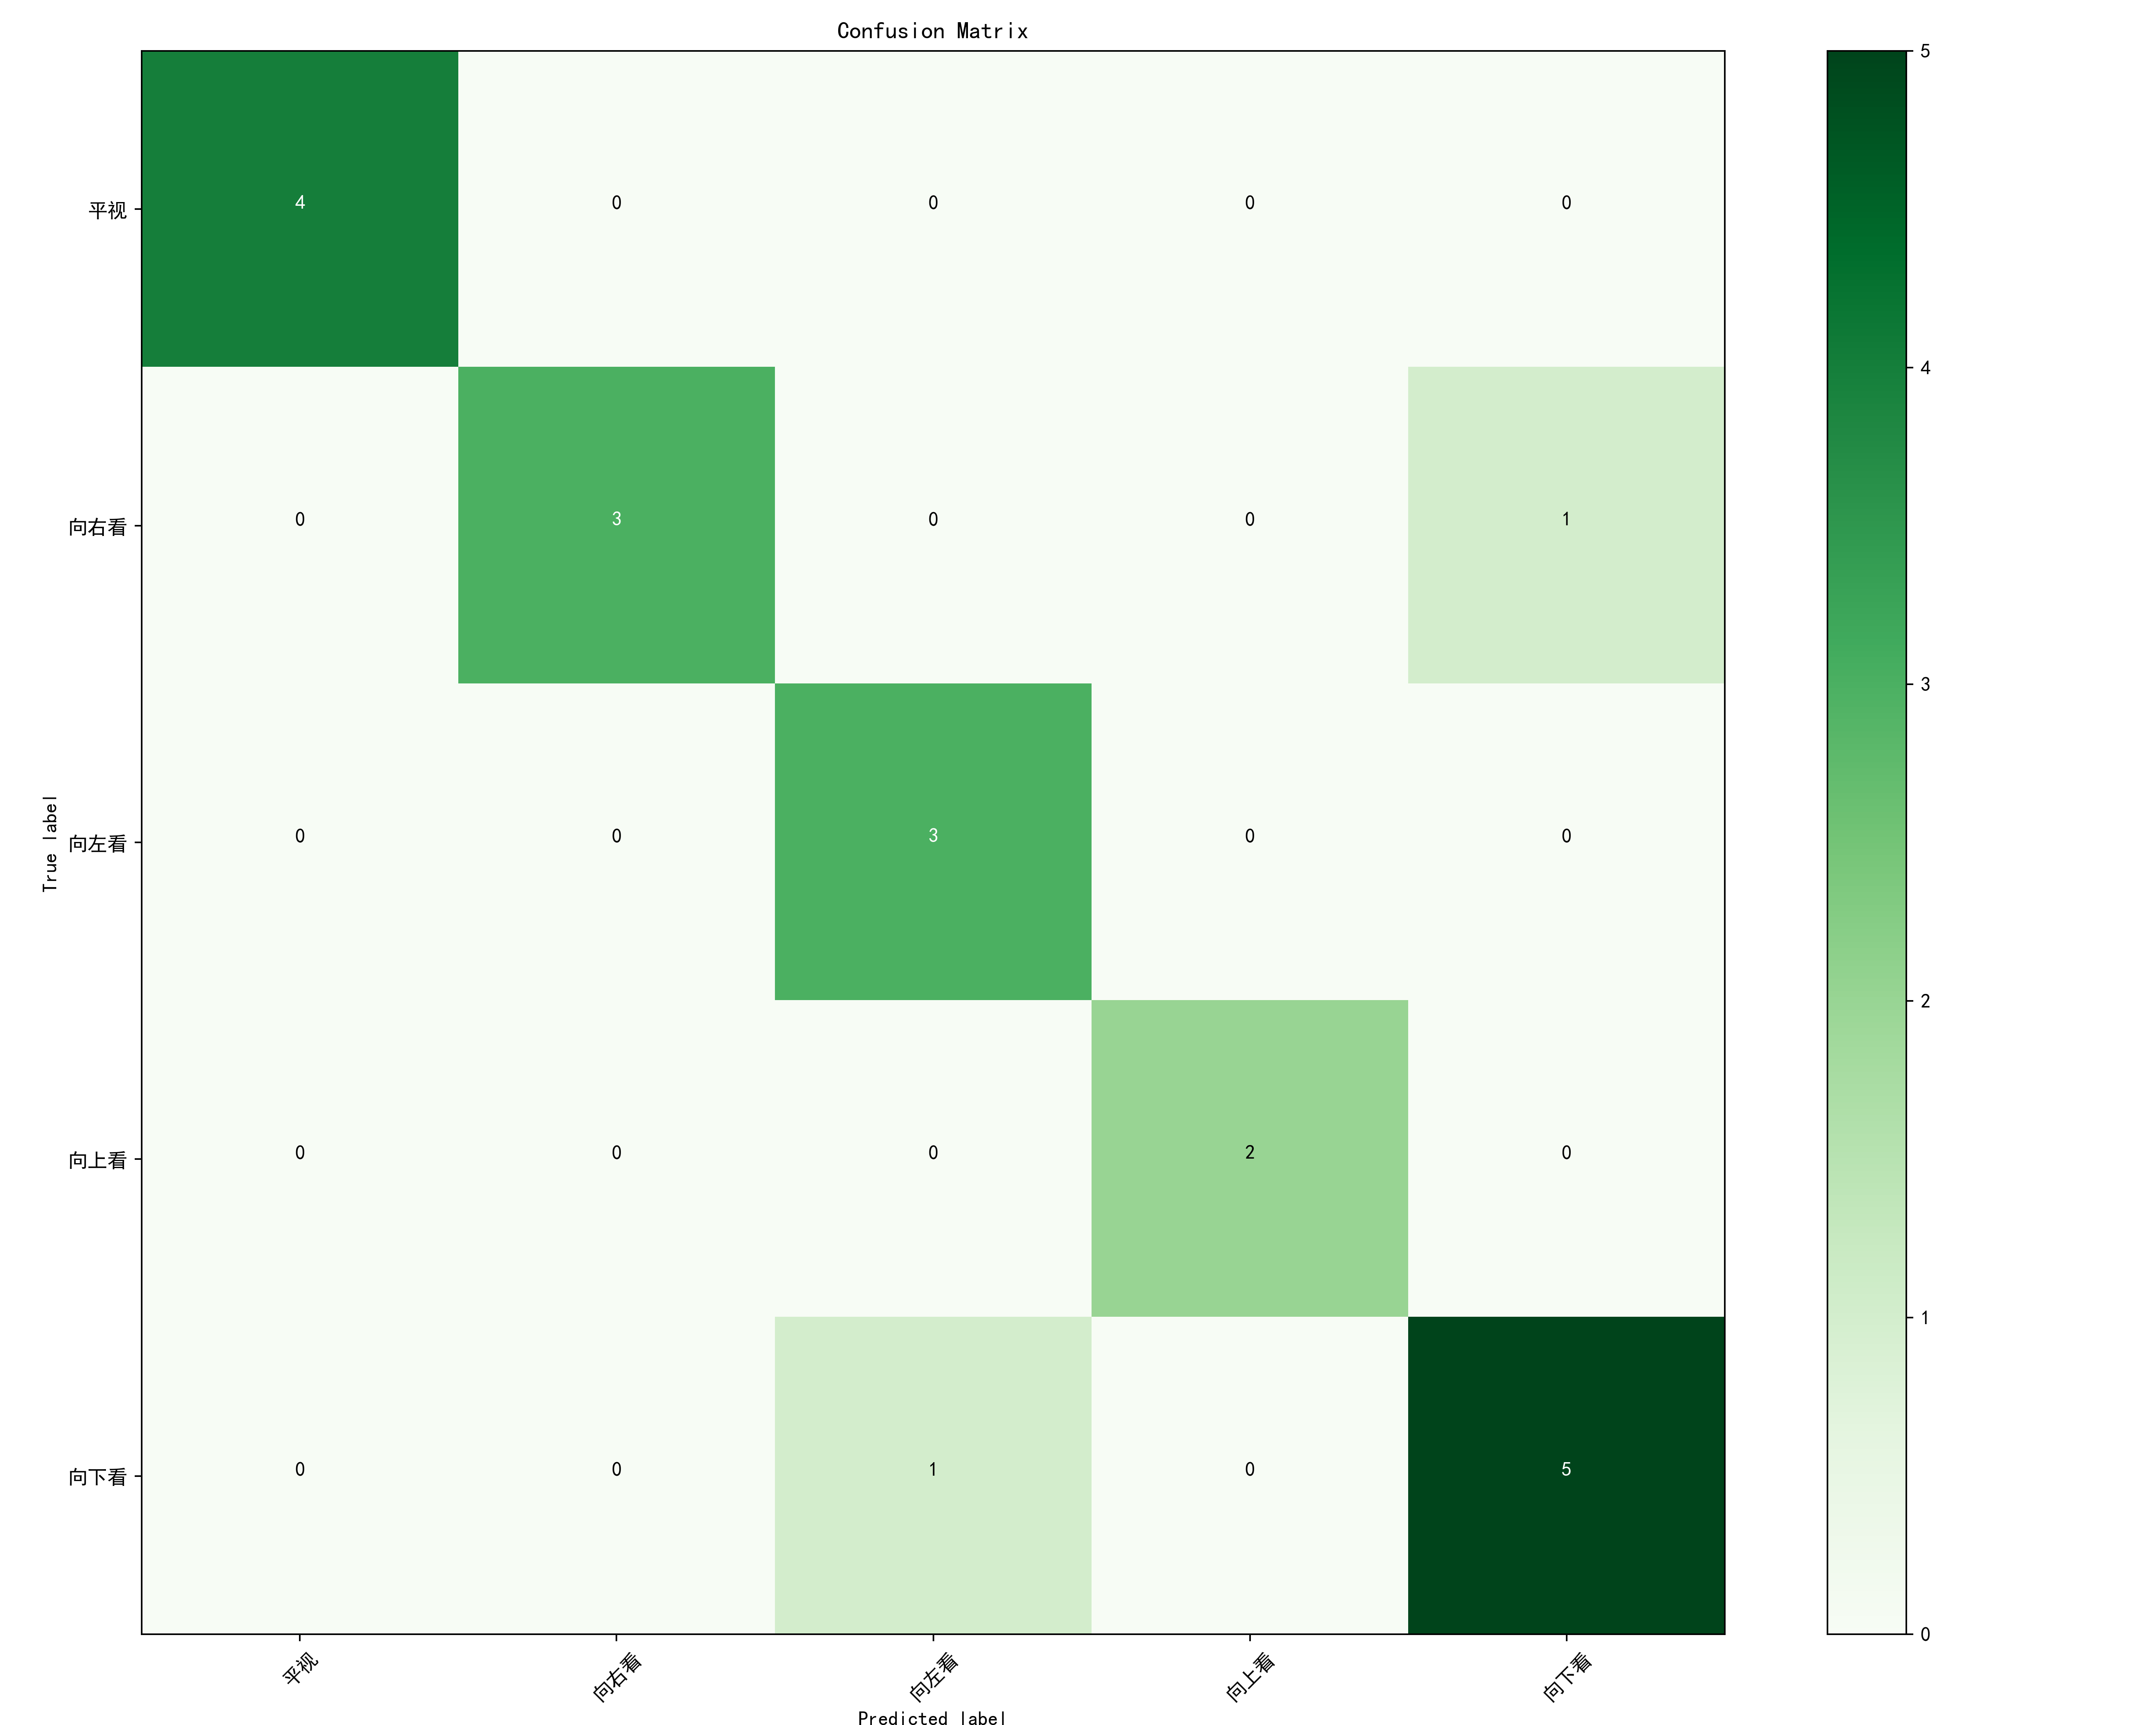 Confusion Matrix
平视 4 0 0 0 0
向右看 0 3 0 0 1
向左看 0 0 3 0 0
向上看 0 0 0 2 0
向下看 0 0 1 0 5
平视 向右看 向左看 向上看 向下看
Predicted label
True label
5
4
3
2
1
0